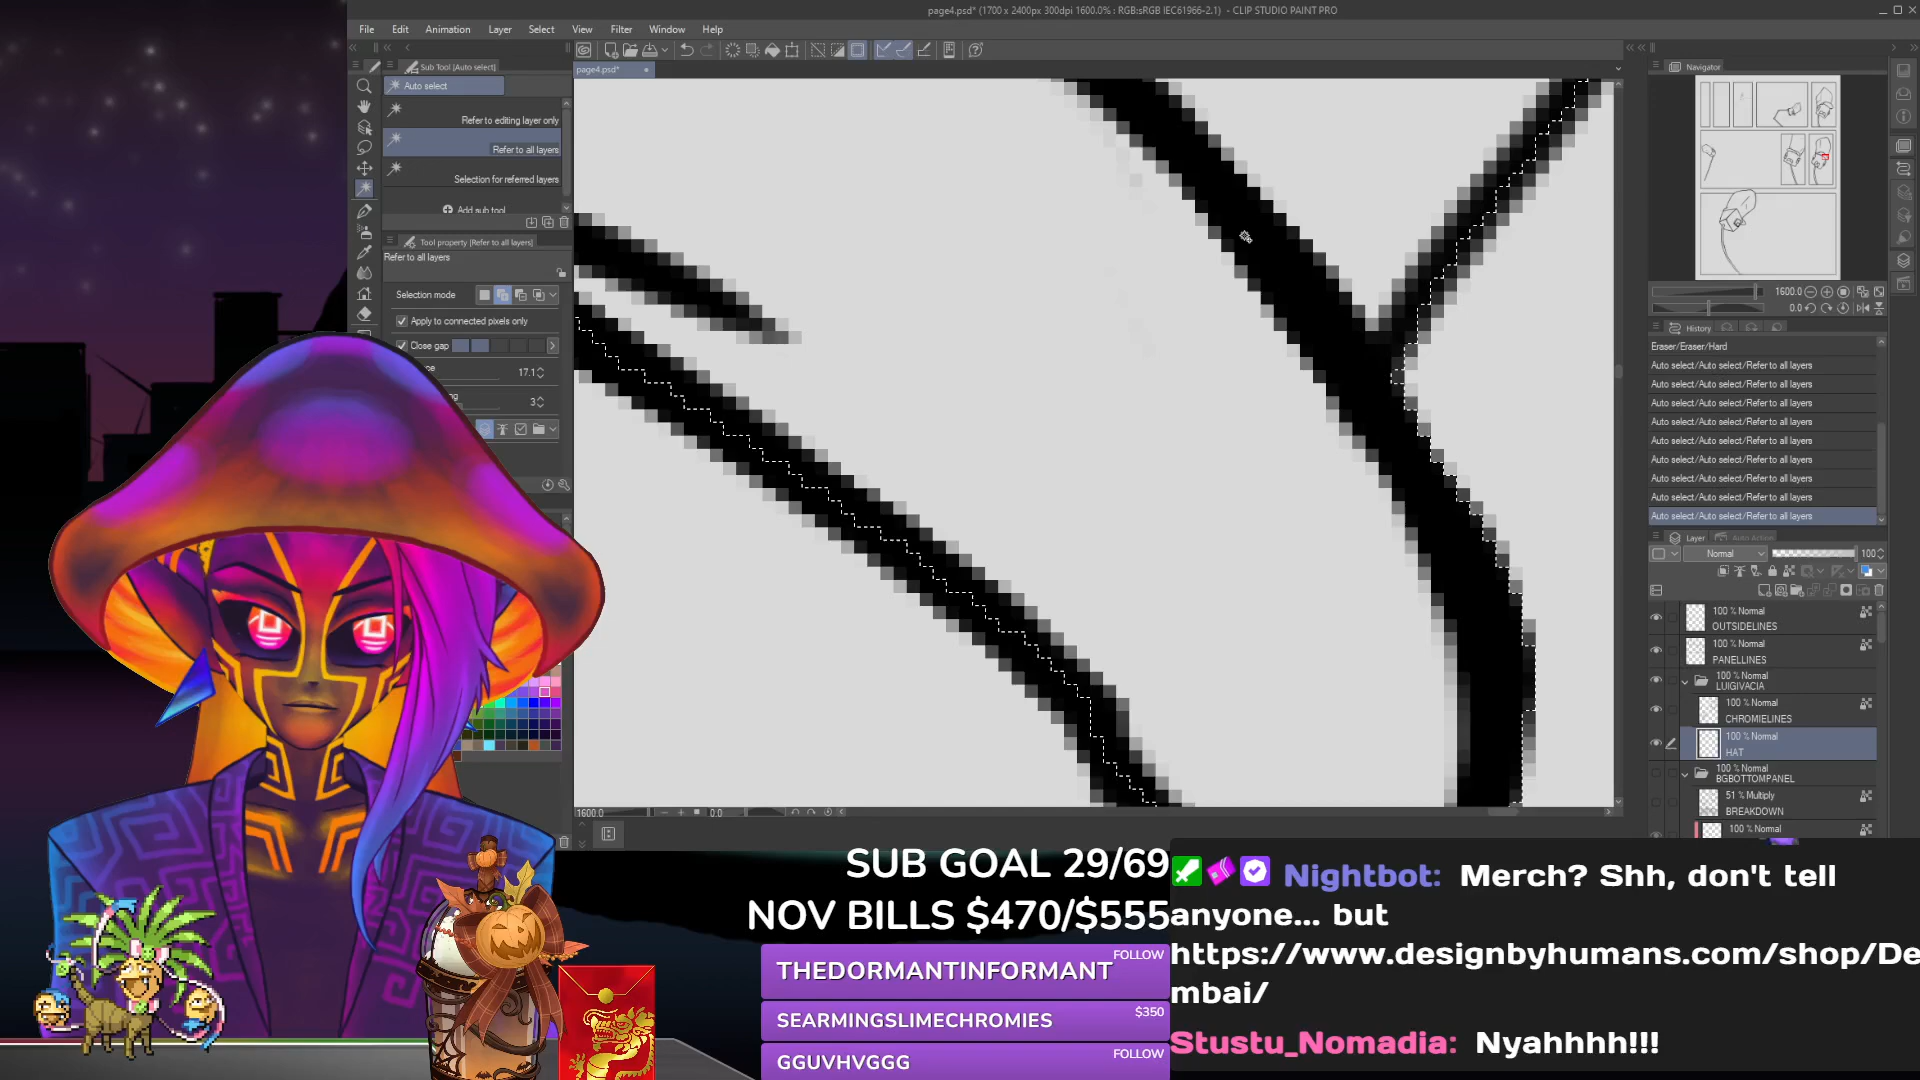 page4.psd* (1700 x 2400px 300dpi 1600.0% : RGB:sRGB IEC61966-2.1) - CLIP STUDIO PAINT PRO
File Edit Animation Layer Select View Filter Window Help
Sub Tool [Auto select]
page4.psd*
Navigator
Auto select
Refer to editing layer only
Refer to all layers
Selection for referred layers
Add sub tool
Tool property [Refer to all layers]
Refer to all layers
Selection mode
Apply to connected pixels only
Close gap
17.1
3
1600.0
0.0
History
Eraser/Eraser/Hard
Auto select/Auto select/Refer to all layers
Auto select/Auto select/Refer to all layers
Auto select/Auto select/Refer to all layers
Auto select/Auto select/Refer to all layers
Auto select/Auto select/Refer to all layers
Auto select/Auto select/Refer to all layers
Auto select/Auto select/Refer to all layers
Auto select/Auto select/Refer to all layers
Auto select/Auto select/Refer to all layers
Layer Auto Action
Normal 100
100 % Normal
OUTSIDELINES
100 % Normal
PANELLINES
100 % Normal
LUIGIVACIA
100 % Normal
CHROMIELINES
100 % Normal
HAT
100 % Normal
BGBOTTOMPANEL
51 % Multiply
BREAKDOWN
100 % Normal
1600.0 0.0
SUB GOAL 29/69
NOV BILLS $470/$555
THEDORMANTINFORMANT FOLLOW
SEARMINGSLIMECHROMIES $350
GGUVHVGGG FOLLOW
Nightbot: Merch? Shh, don't tell
anyone... but
https://www.designbyhumans.com/shop/De
mbai/
Stustu_Nomadia: Nyahhhh!!!